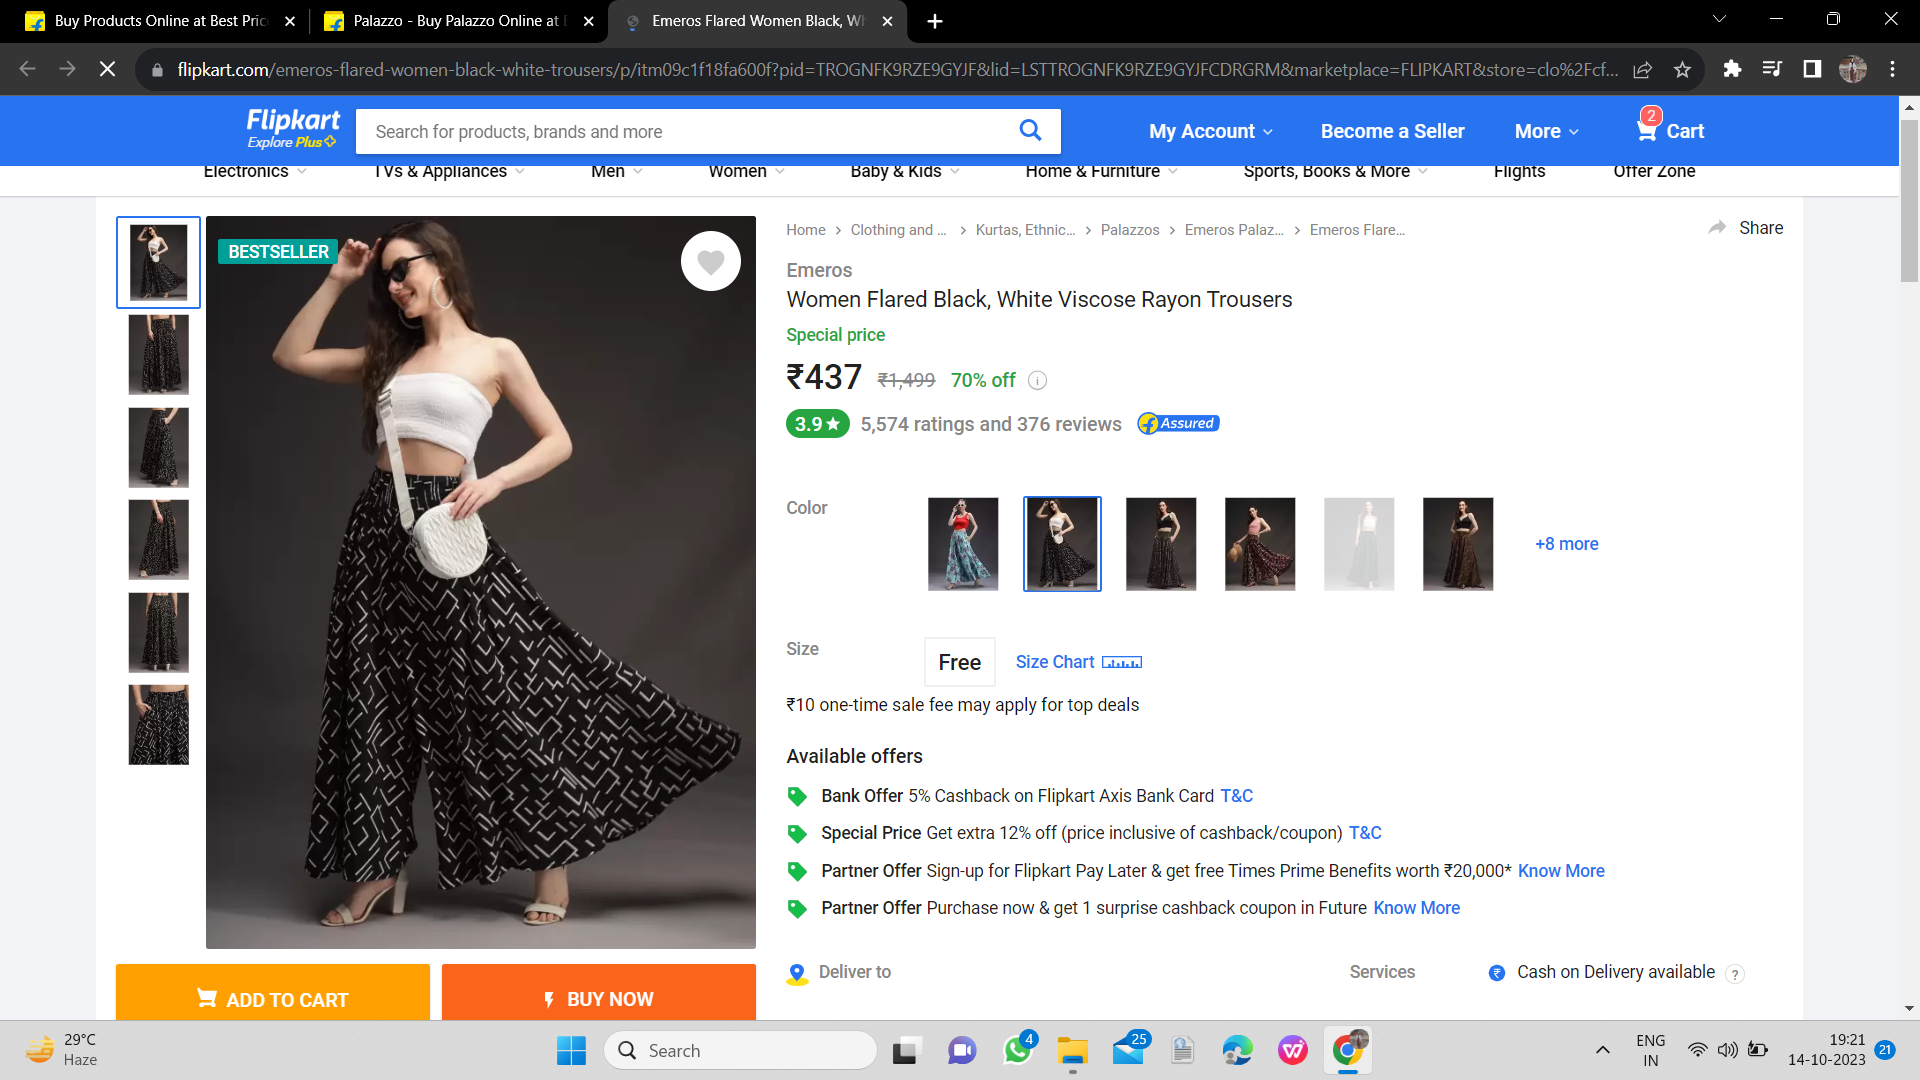 Buy Products Online at Best Pric
Palazzo - Buy Palazzo Online at B
Emeros Flared Women Black, Wh
flipkart.com/emeros-flared-women-black-white-trousers/p/itm09c1f18fa600f?pid=TROGNFK9RZE9GYJF&lid=LSTTROGNFK9RZE9GYJFCDRGRM&marketplace=FLIPKART&store=clo%2Fcf...
Flipkart
Explore Plus
Search for products, brands and more
My Account
Become a Seller
More
2
Cart
Electronics
TVs & Appliances
Men
Women
Baby & Kids
Home & Furniture
Sports, Books & More
Flights
Offer Zone
BESTSELLER
Home > Clothing and ... > Kurtas, Ethnic... > Palazzos > Emeros Palaz... > Emeros Flare...
Share
Emeros
Women Flared Black, White Viscose Rayon Trousers
Special price
₹437 ₹1,499 70% off i
3.9★ 5,574 ratings and 376 reviews Assured
Color
+8 more
Size
Free
Size Chart
₹10 one-time sale fee may apply for top deals
Available offers
Bank Offer 5% Cashback on Flipkart Axis Bank Card T&C
Special Price Get extra 12% off (price inclusive of cashback/coupon) T&C
Partner Offer Sign-up for Flipkart Pay Later & get free Times Prime Benefits worth ₹20,000* Know More
Partner Offer Purchase now & get 1 surprise cashback coupon in Future Know More
Deliver to
Services
₹ Cash on Delivery available ?
ADD TO CART
BUY NOW
29°C
Haze
Search
4
25
ENG
IN
19:21
14-10-2023
21